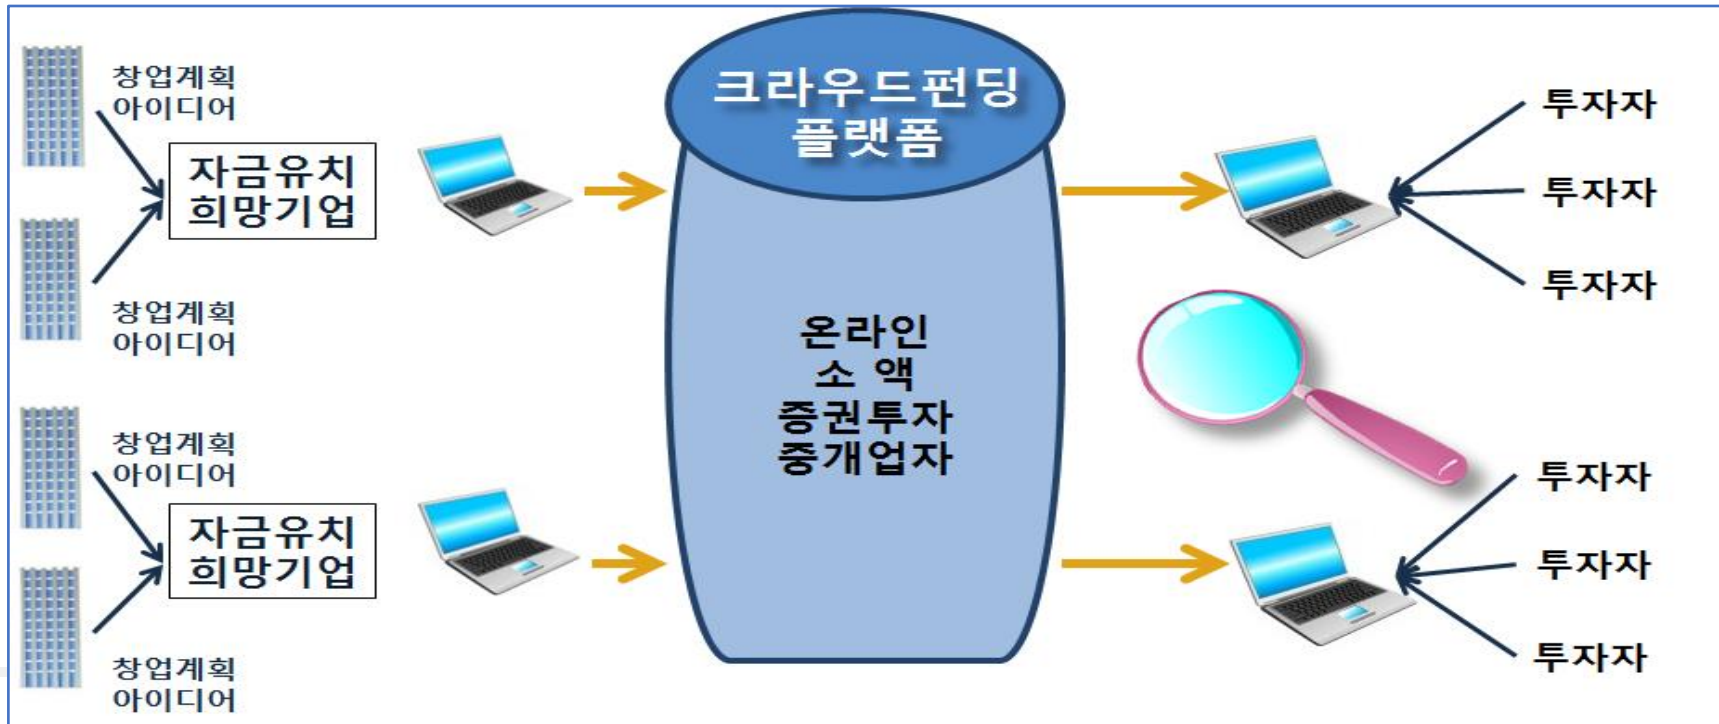 창업계획
아이디어
자금유치
희망기업
창업계획
아이디어
창업계획
아이디어
자금유치
희망기업
창업계획
아이디어
크라우드펀딩
플랫폼
온라인
소 액
증권투자
중개업자
투자자
투자자
투자자
투자자
투자자
투자자